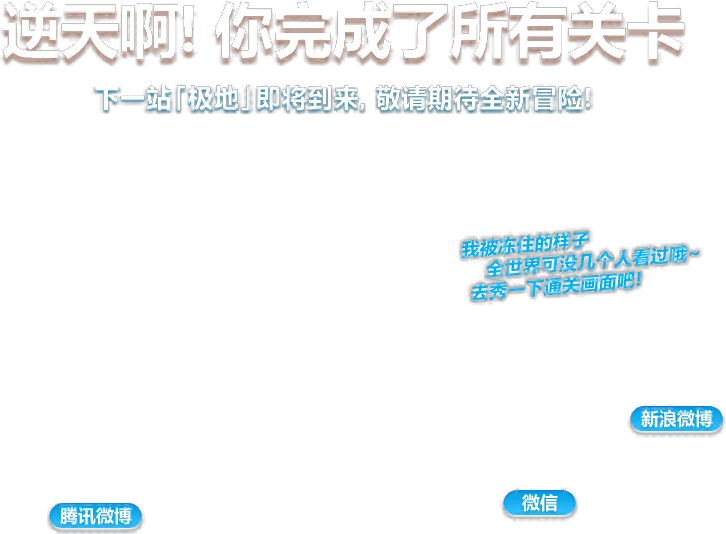 逆天啊! 你完成了所有关卡
下一站「极地」即将到来, 敬请期待全新冒险!
我被冻住的样子
全世界可没几个人看过哦~
去秀一下通关画面吧!
新浪微博
微信
腾讯微博